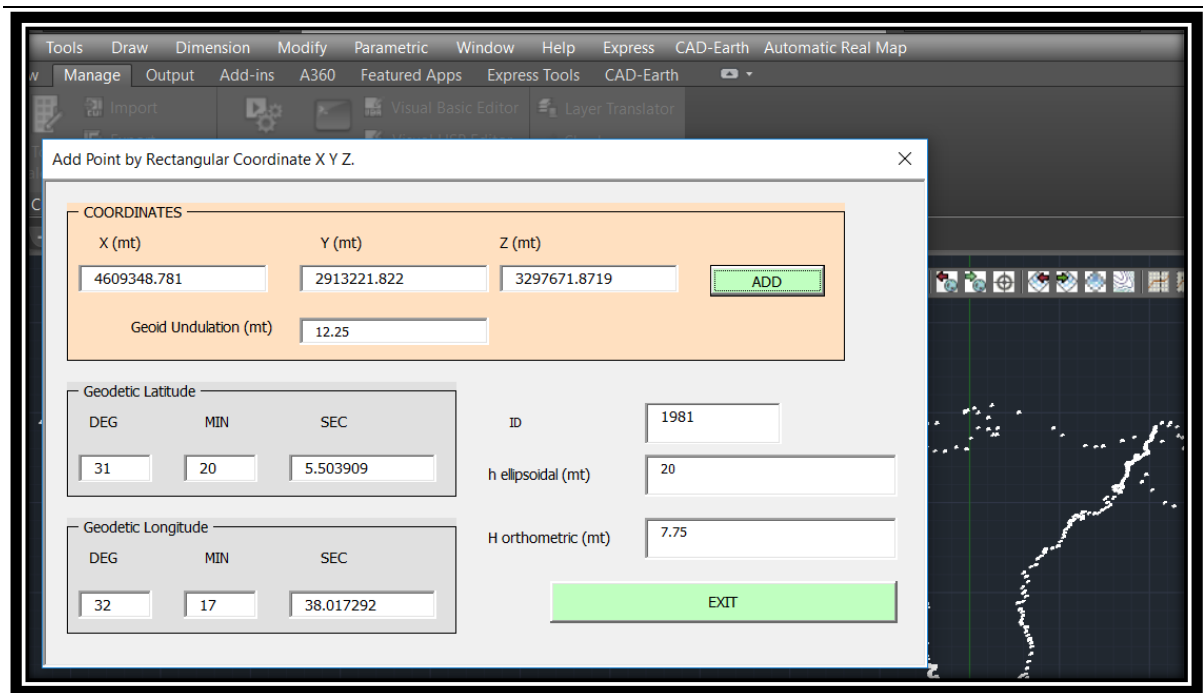 Tools Draw Dimension Modify Parametric Window Help Express CAD-Earth Automatic Real Map
Manage Output Add-ins A360 Featured Apps Express Tools CAD-Earth
Import Visual Basic Editor Layer Translator
Add Point by Rectangular Coordinate X Y Z.
COORDINATES
X (mt) Y (mt) Z (mt)
4609348.781 2913221.822 3297671.8719 ADD
Geoid Undulation (mt) 12.25
Geodetic Latitude
DEG MIN SEC
31 20 5.503909
ID 1981
h ellipsoidal (mt) 20
Geodetic Longitude
DEG MIN SEC
32 17 38.017292
H orthometric (mt) 7.75
EXIT